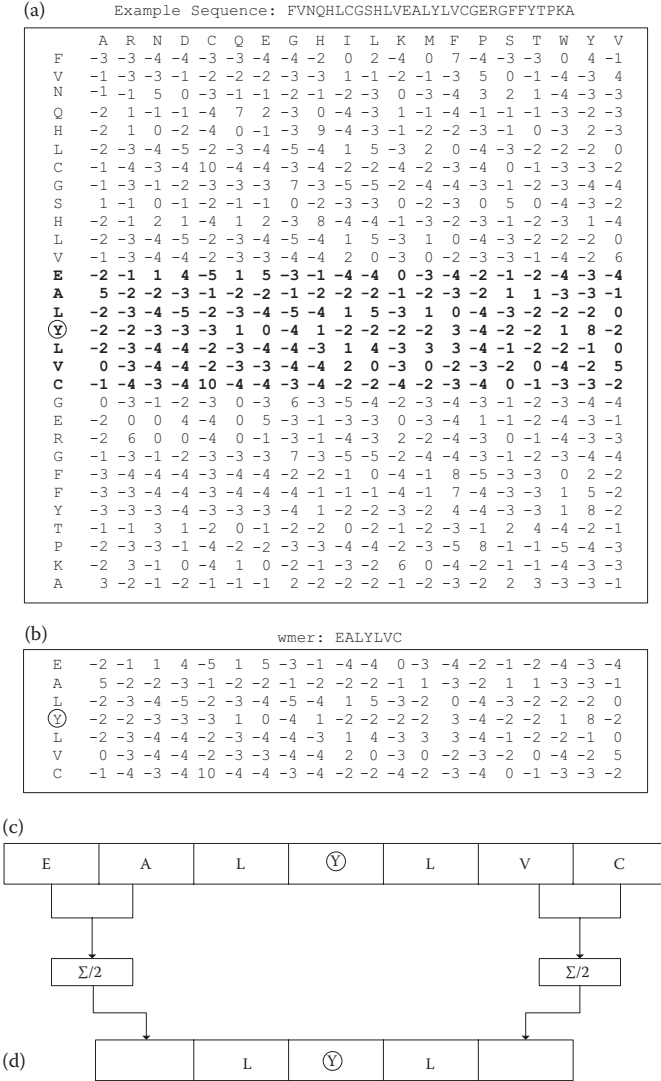 (a)
Example Sequence: FVNQHLCGSHLVEALYLVCGERGFFYTPKA
A R N D C Q E G H I L K M F P S T W Y V
F -3 -3 -4 -4 -3 -3 -4 -4 -2 0 2 -4 0 7 -4 -3 -3 0 4 -1
V -1 -3 -3 -1 -2 -2 -2 -3 -3 1 -1 -2 -1 -3 5 0 -1 -4 -3 4
N -1 -1 5 0 -3 -1 -1 -2 -1 -2 -3 0 -3 -4 3 2 1 -4 -3 -3
Q -2 1 -1 -1 -4 7 2 -3 0 -4 -3 1 -1 -4 -1 -1 -1 -3 -2 -3
H -2 1 0 -2 -4 0 -1 -3 9 -4 -3 -1 -2 -2 -3 -1 0 -3 2 -3
L -2 -3 -4 -5 -2 -3 -4 -5 -4 1 5 -3 2 0 -4 -3 -2 -2 -2 0
C -1 -4 -3 -4 10 -4 -4 -3 -4 -2 -2 -4 -2 -3 -4 0 -1 -3 -3 -2
G -1 -3 -1 -2 -3 -3 -3 7 -3 -5 -5 -2 -4 -4 -3 -1 -2 -3 -4 -4
S 1 -1 0 -1 -2 -1 -1 0 -2 -3 -3 0 -2 -3 0 5 0 -4 -3 -2
H -2 -1 2 1 -4 1 2 -3 8 -4 -4 -1 -3 -2 -3 -1 -2 -3 1 -4
L -2 -3 -4 -5 -2 -3 -4 -5 -4 1 5 -3 1 0 -4 -3 -2 -2 -2 0
V -1 -3 -4 -4 -2 -3 -3 -4 -4 2 0 -3 0 -2 -3 -3 -1 -4 -2 6
E -2 -1 1 4 -5 1 5 -3 -1 -4 -4 0 -3 -4 -2 -1 -2 -4 -3 -4
A 5 -2 -2 -3 -1 -2 -2 -1 -2 -2 -2 -1 -2 -3 -2 1 1 -3 -3 -1
L -2 -3 -4 -5 -2 -3 -4 -5 -4 1 5 -3 1 0 -4 -3 -2 -2 -2 0
Y -2 -2 -3 -3 -3 1 0 -4 1 -2 -2 -2 -2 3 -4 -2 -2 1 8 -2
L -2 -3 -4 -4 -2 -3 -4 -4 -3 1 4 -3 3 3 -4 -1 -2 -2 -1 0
V 0 -3 -4 -4 -2 -3 -3 -4 -4 2 0 -3 0 -2 -3 -2 0 -4 -2 5
C -1 -4 -3 -4 10 -4 -4 -3 -4 -2 -2 -4 -2 -3 -4 0 -1 -3 -3 -2
G 0 -3 -1 -2 -3 0 -3 6 -3 -5 -4 -2 -3 -4 -3 -1 -2 -3 -4 -4
E -2 0 0 4 -4 0 5 -3 -1 -3 -3 0 -3 -4 1 -1 -2 -4 -3 -1
R -2 6 0 0 -4 0 -1 -3 -1 -4 -3 2 -2 -4 -3 0 -1 -4 -3 -3
G -1 -3 -1 -2 -3 -3 -3 7 -3 -5 -5 -2 -4 -4 -3 -1 -2 -3 -4 -4
F -3 -4 -4 -4 -3 -4 -4 -2 -2 -1 0 -4 -1 8 -5 -3 -3 0 2 -2
F -3 -3 -4 -4 -3 -4 -4 -4 -1 -1 -1 -4 -1 7 -4 -3 -3 1 5 -2
Y -3 -3 -3 -4 -3 -3 -3 -4 1 -2 -2 -3 -2 4 -4 -3 -3 1 8 -2
T -1 -1 3 1 -2 0 -1 -2 -2 0 -2 -1 -2 -3 -1 2 4 -4 -2 -1
P -2 -3 -3 -1 -4 -2 -2 -3 -3 -4 -4 -2 -3 -5 8 -1 -1 -5 -4 -3
K -2 3 -1 0 -4 1 0 -2 -1 -3 -2 6 0 -4 -2 -1 -1 -4 -3 -3
A 3 -2 -1 -2 -1 -1 -1 2 -2 -2 -2 -1 -2 -3 -2 2 3 -3 -3 -1
(b)
wmer: EALYLVC
E -2 -1 1 4 -5 1 5 -3 -1 -4 -4 0 -3 -4 -2 -1 -2 -4 -3 -4
A 5 -2 -2 -3 -1 -2 -2 -1 -2 -2 -2 -1 1 -3 -2 1 1 -3 -3 -1
L -2 -3 -4 -5 -2 -3 -4 -5 -4 1 5 -3 -2 0 -4 -3 -2 -2 -2 0
Y -2 -2 -3 -3 -3 1 0 -4 1 -2 -2 -2 -2 3 -4 -2 -2 1 8 -2
L -2 -3 -4 -4 -2 -3 -4 -4 -3 1 4 -3 3 3 -4 -1 -2 -2 -1 0
V 0 -3 -4 -4 -2 -3 -3 -4 -4 2 0 -3 0 -2 -3 -2 0 -4 -2 5
C -1 -4 -3 -4 10 -4 -4 -3 -4 -2 -2 -4 -2 -3 -4 0 -1 -3 -3 -2
(c)
E A L Y L V C
Σ/2 Σ/2
(d)
L Y L